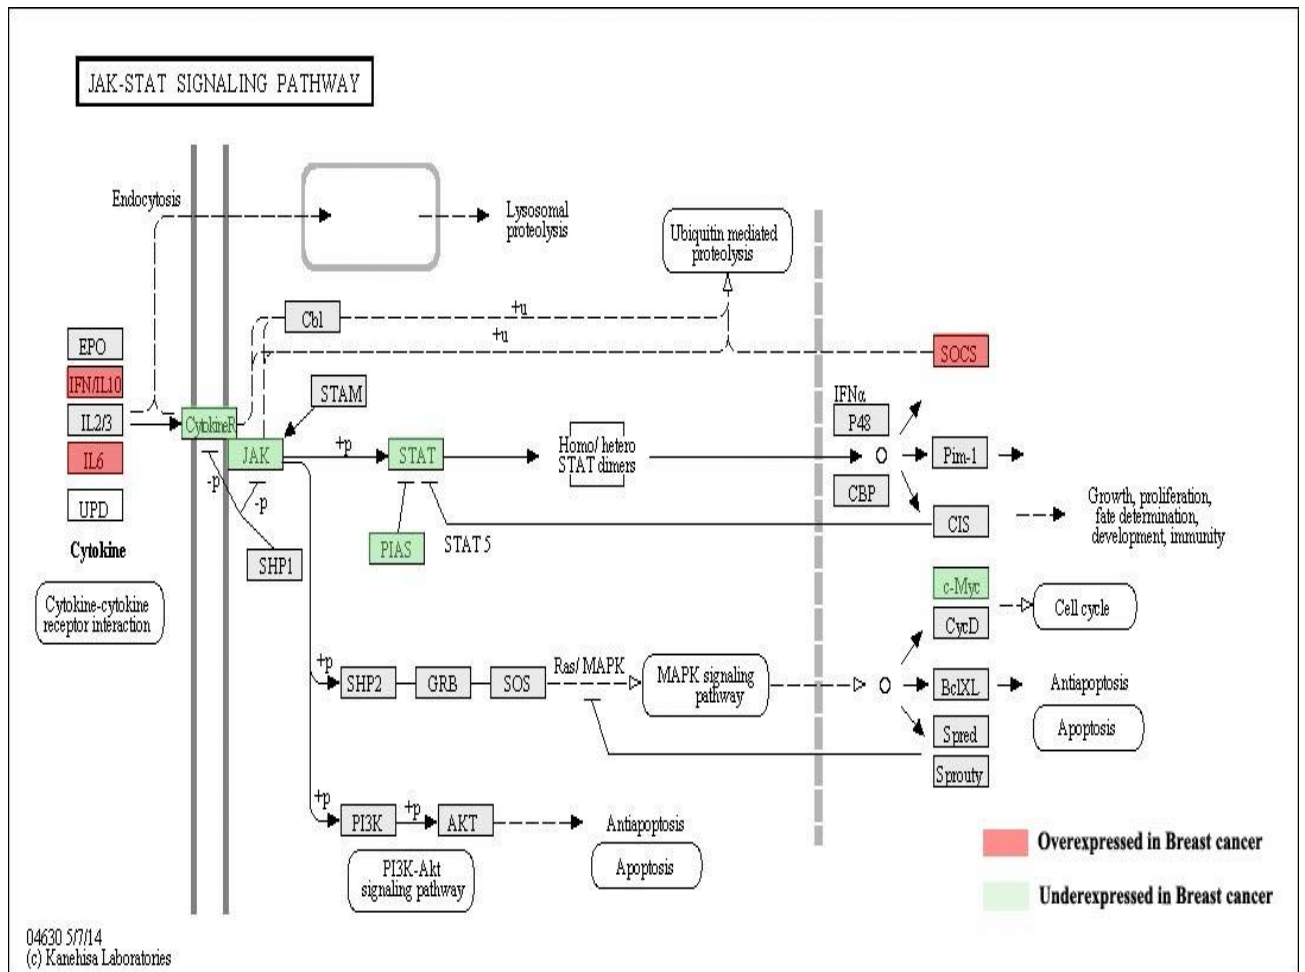 JAK-STAT SIGNALING PATHWAY
Endocytosis
Lysosomal
proteolysis
Ubiquitin mediated
proteolysis
Cbl
+u
+u
EPO
IFN/IL10
IL2/3
IL6
UPD
Cytokine
Cytokine-cytokine
receptor interaction
CytokineR
JAK
STAM
-p
-p
SHP1
+p
STAT
PIAS
STAT 5
Homo/ hetero
STAT dimers
IFNα
P48
CBP
SOCS
Pim-1
CIS
Growth, proliferation,
fate determination,
development, immunity
c-Myc
CycD
Cell cycle
+p
SHP2
GRB
SOS
Ras/ MAPK
MAPK signaling
pathway
BclXL
Antiapoptosis
Apoptosis
Spred
Sprouty
+p
PI3K
+p
AKT
Antiapoptosis
Apoptosis
PI3K-Akt
signaling pathway
Overexpressed in Breast cancer
Underexpressed in Breast cancer
04630 5/7/14
(c) Kanehisa Laboratories